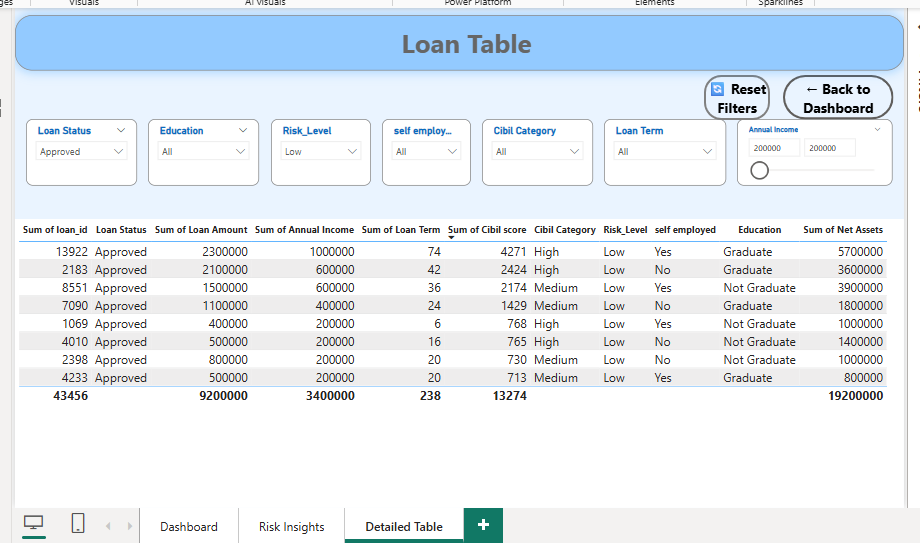 Visuals AI visuals Power Platform Elements Sparklines
Loan Table
Reset Filters
← Back to Dashboard
Loan Status Education Risk_Level self employ... Cibil Category Loan Term Annual Income
Approved All Low All All All 200000 200000
Sum of loan_id Loan Status Sum of Loan Amount Sum of Annual Income Sum of Loan Term Sum of Cibil score Cibil Category Risk_Level self employed Education Sum of Net Assets
13922 Approved 2300000 1000000 74 4271 High Low Yes Graduate 5700000
2183 Approved 2100000 600000 42 2424 High Low No Graduate 3600000
8551 Approved 1500000 600000 36 2174 Medium Low Yes Not Graduate 3900000
7090 Approved 1100000 400000 24 1429 Medium Low No Graduate 1800000
1069 Approved 400000 200000 6 768 High Low Yes Not Graduate 1000000
4010 Approved 500000 200000 16 765 High Low No Not Graduate 1400000
2398 Approved 800000 200000 20 730 Medium Low No Not Graduate 1000000
4233 Approved 500000 200000 20 713 Medium Low Yes Graduate 800000
43456 9200000 3400000 238 13274 19200000
Dashboard Risk Insights Detailed Table +